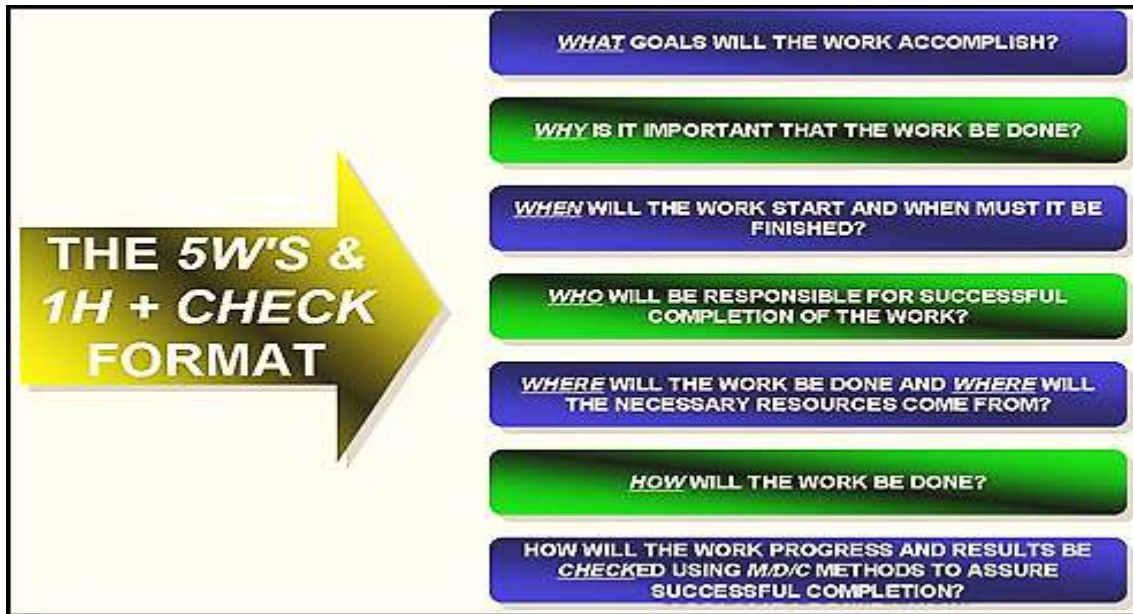 THE 5W'S &
1H + CHECK
FORMAT
WHAT GOALS WILL THE WORK ACCOMPLISH?
WHY IS IT IMPORTANT THAT THE WORK BE DONE?
WHEN WILL THE WORK START AND WHEN MUST IT BE
FINISHED?
WHO WILL BE RESPONSIBLE FOR SUCCESSFUL
COMPLETION OF THE WORK?
WHERE WILL THE WORK BE DONE AND WHERE WILL
THE NECESSARY RESOURCES COME FROM?
HOW WILL THE WORK BE DONE?
HOW WILL THE WORK PROGRESS AND RESULTS BE
CHECKED USING M/D/C METHODS TO ASSURE
SUCCESSFUL COMPLETION?